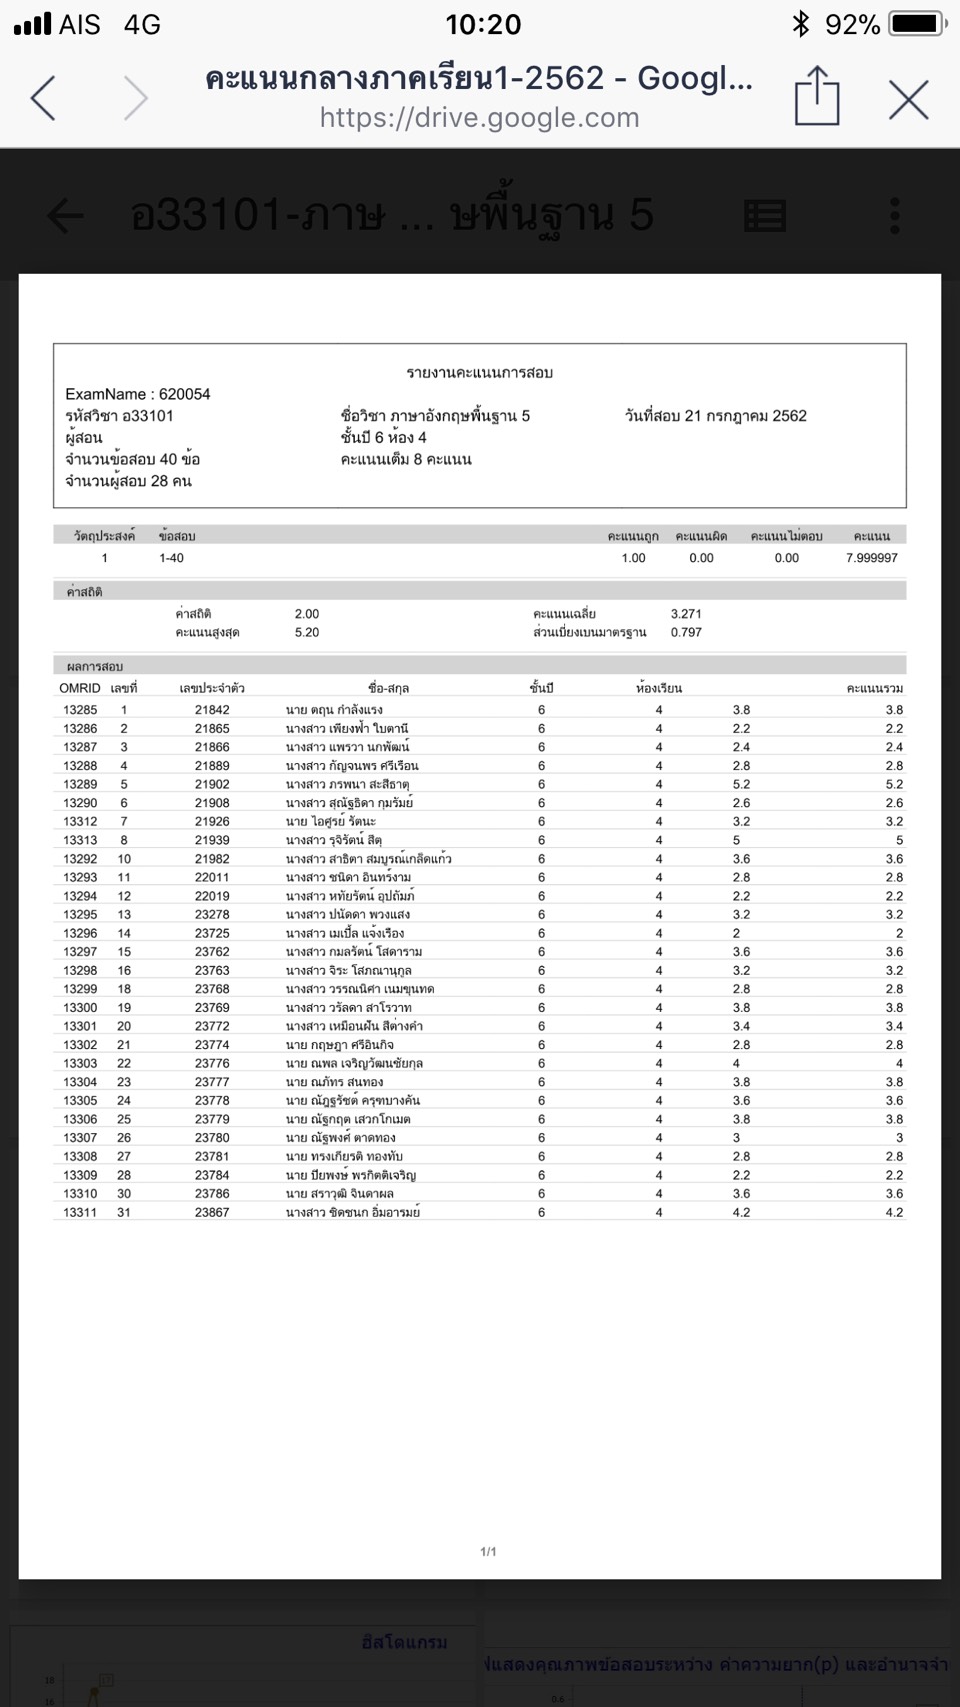 AIS 4G 10:20 92%
คะแนนกลางภาคเรียน1-2562 - Googl...
https://drive.google.com
อ33101-ภาษ ... ษพื้นฐาน 5
รายงานคะแนนการสอบ
ExamName : 620054
รหัสวิชา อ33101 ชื่อวิชา ภาษาอังกฤษพื้นฐาน 5 วันที่สอบ 21 กรกฎาคม 2562
ผู้สอน ชั้นปี 6 ห้อง 4
จำนวนข้อสอบ 40 ข้อ คะแนนเต็ม 8 คะแนน
จำนวนผู้สอบ 28 คน
วัตถุประสงค์ ข้อสอบ คะแนนถูก คะแนนผิด คะแนนไม่ตอบ คะแนน
1 1-40 1.00 0.00 0.00 7.999997
ค่าสถิติ
ค่าสถิติ 2.00 คะแนนเฉลี่ย 3.271
คะแนนสูงสุด 5.20 ส่วนเบี่ยงเบนมาตรฐาน 0.797
ผลการสอบ
OMRID เลขที่ เลขประจำตัว ชื่อ-สกุล ชั้นปี ห้องเรียน คะแนนรวม
13285 1 21842 นาย ตฤน กำลังแรง 6 4 3.8 3.8
13286 2 21865 นางสาว เพียงฟ้า ใบตานี 6 4 2.2 2.2
13287 3 21866 นางสาว แพรวา นกพัฒน์ 6 4 2.4 2.4
13288 4 21889 นางสาว กัญจนพร ศรีเรือน 6 4 2.8 2.8
13289 5 21902 นางสาว ภรพนา สะสีธาตุ 6 4 5.2 5.2
13290 6 21908 นางสาว สุณัฐธิดา กุมรัมย์ 6 4 2.6 2.6
13312 7 21926 นาย ไอศูรย์ รัตนะ 6 4 3.2 3.2
13313 8 21939 นางสาว รุจิรัตน์ สีตุ 6 4 5 5
13292 10 21982 นางสาว สาธิตา สมบูรณ์เกล็ดแก้ว 6 4 3.6 3.6
13293 11 22011 นางสาว ชนิดา อินทร์งาม 6 4 2.8 2.8
13294 12 22019 นางสาว หทัยรัตน์ อุปถัมภ์ 6 4 2.2 2.2
13295 13 23278 นางสาว ปนัดดา พวงแสง 6 4 3.2 3.2
13296 14 23725 นางสาว เมเบิ้ล แจ้งเรือง 6 4 2 2
13297 15 23762 นางสาว กมลรัตน์ โสดาราม 6 4 3.6 3.6
13298 16 23763 นางสาว จิระ โสภณานุกูล 6 4 3.2 3.2
13299 18 23768 นางสาว วรรณนิศา เนมขุนทด 6 4 2.8 2.8
13300 19 23769 นางสาว วรัลดา สาโรวาท 6 4 3.8 3.8
13301 20 23772 นางสาว เหมือนฝัน สีต่างคำ 6 4 3.4 3.4
13302 21 23774 นาย กฤษฎา ศรีอินกิจ 6 4 2.8 2.8
13303 22 23776 นาย ณพล เจริญวัฒนชัยกุล 6 4 4 4
13304 23 23777 นาย ณภัทร สนทอง 6 4 3.8 3.8
13305 24 23778 นาย ณัฎฐรัชต์ ครุฑบางคัน 6 4 3.6 3.6
13306 25 23779 นาย ณัฐกฤต เสวกโกเมต 6 4 3.8 3.8
13307 26 23780 นาย ณัฐพงศ์ ตาดทอง 6 4 3 3
13308 27 23781 นาย ทรงเกียรติ ทองทับ 6 4 2.8 2.8
13309 28 23784 นาย ปิยพงษ์ พรกิตติเจริญ 6 4 2.2 2.2
13310 30 23786 นาย สราวุฒิ จินดาผล 6 4 3.6 3.6
13311 31 23867 นางสาว ชิดชนก อิ่มอารมย์ 6 4 4.2 4.2
1/1
ฮิสโตแกรม
แสดงคุณภาพข้อสอบระหว่าง ค่าความยาก(p) และอำนาจจำ
18
17
16
0.6